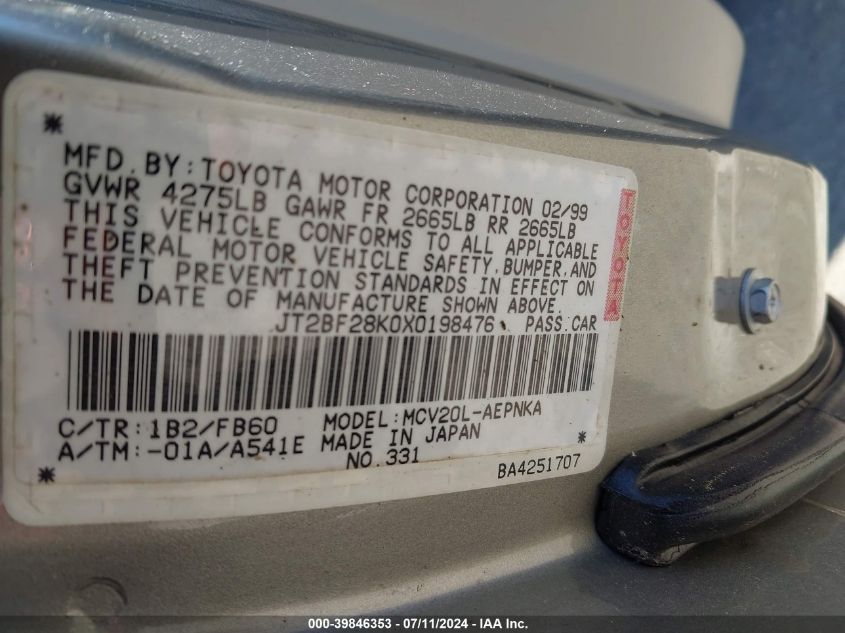 MFD. BY: TOYOTA MOTOR CORPORATION 02/99
GVWR 4275LB GAWR FR 2665LB RR 2665LB
THIS VEHICLE CONFORMS TO ALL APPLICABLE
FEDERAL MOTOR VEHICLE SAFETY, BUMPER, AND
THEFT PREVENTION STANDARDS IN EFFECT ON
THE DATE OF MANUFACTURE SHOWN ABOVE.
TOYOTA
JT2BF28K0X0198476 PASS.CAR
C/TR: 1B2/FB60 MODEL: MCV20L-AEPNKA
A/TM: -01A/A541E MADE IN JAPAN
NO.331
BA4251707
000-39846353 - 07/11/2024 - IAA Inc.